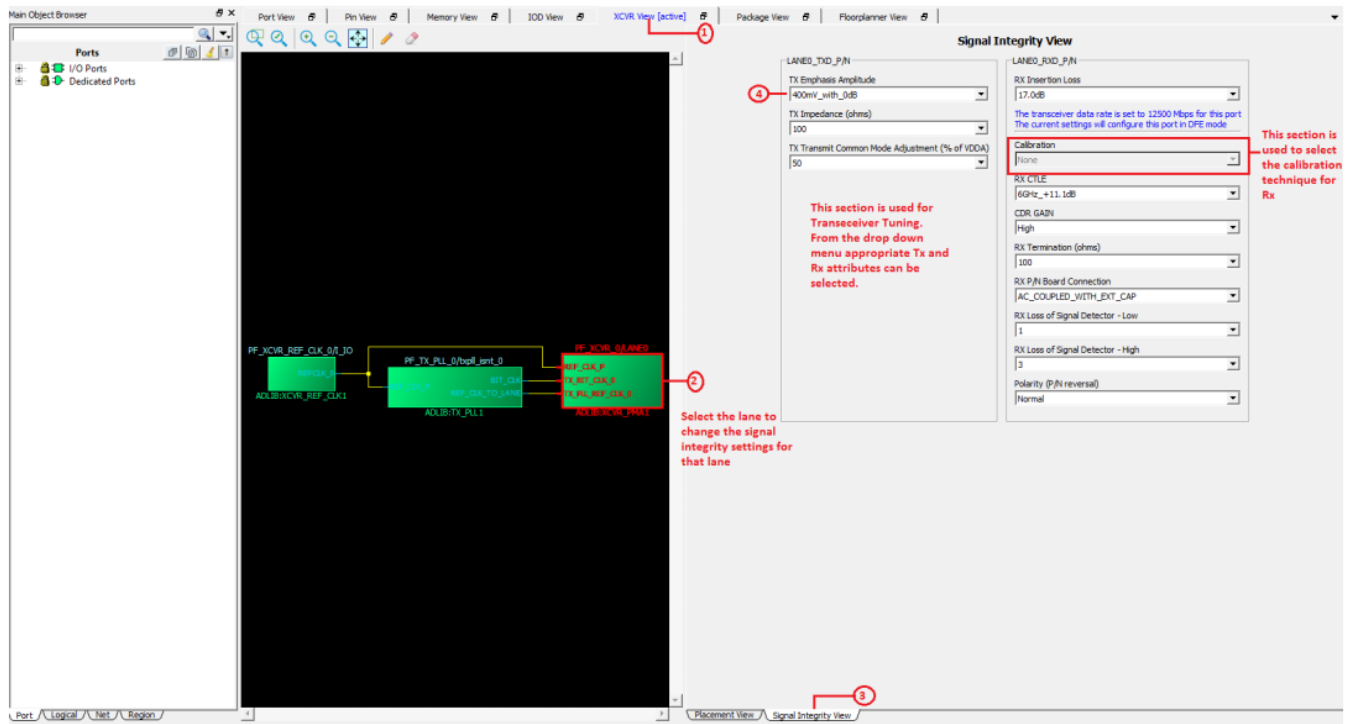 Main Object Browser
Port View
Pin View
Memory View
IOD View
XCVR View [active]
Package View
Floorplanner View
1
Ports
I/O Ports
Dedicated Ports
Signal Integrity View
LANE0_TXD_P/N
TX Emphasis Amplitude
4
400mV_with_0dB
TX Impedance (ohms)
100
TX Transmit Common Mode Adjustment (% of VDDA)
50
This section is used for
Transeceiver Tuning.
From the drop down
menu appropriate Tx and
Rx attributes can be
selected.
LANE0_RXD_P/N
RX Insertion Loss
17.0dB
The transceiver data rate is set to 12500 Mbps for this port
The current settings will configure this port in DFE mode
Calibration
None
This section is
used to select
the calibration
technique for
Rx
RX CTLE
6GHz_+11.1dB
CDR GAIN
High
RX Termination (ohms)
100
RX P/N Board Connection
AC_COUPLED_WITH_EXT_CAP
RX Loss of Signal Detector - Low
1
RX Loss of Signal Detector - High
3
Polarity (P/N reversal)
Normal
PF_XCVR_REF_CLK_0/I_IO
REFCLK_0
ADLIB:XCVR_REF_CLK1
PF_TX_PLL_0/txpll_isnt_0
BIT_CLK
REF_CLK_TO_LANE
ADLIB:TX_PLL1
PF_XCVR_0/LANE0
REF_CLK_P
TX_BIT_CLK_0
TX_PLL_REF_CLK_0
ADLIB:XCVR_PMA1
2
Select the lane to
change the signal
integrity settings for
that lane
3
Port
Logical
Net
Region
Placement View
Signal Integrity View